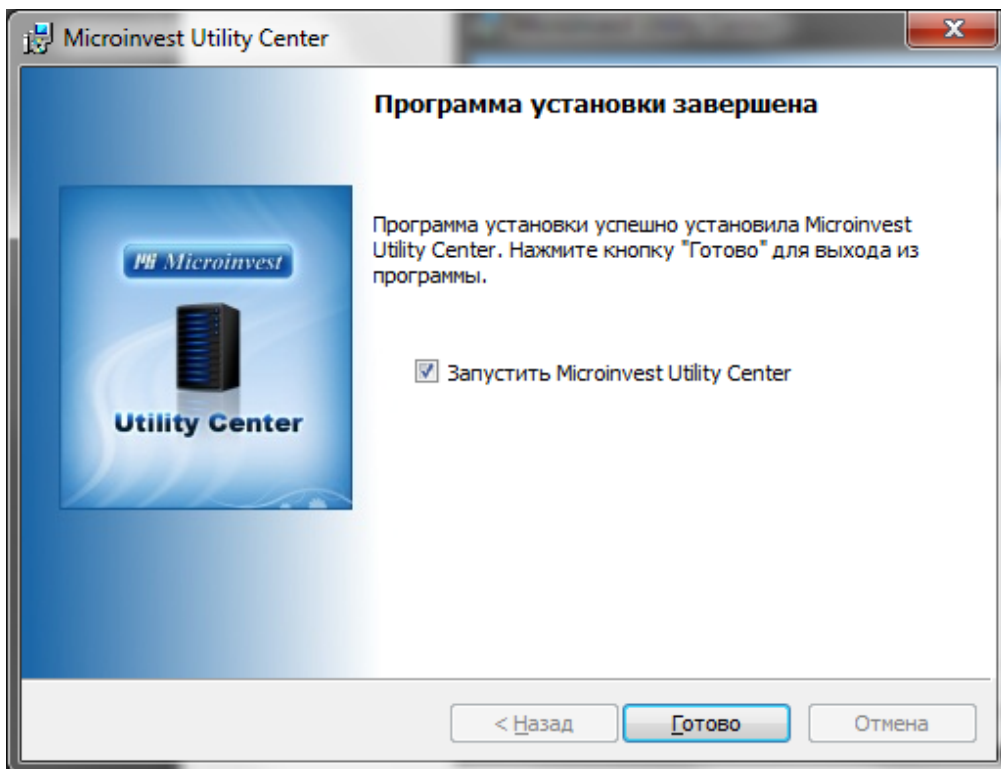 Microinvest Utility Center
Программа установки завершена
Microinvest
Utility Center
Программа установки успешно установила Microinvest
Utility Center. Нажмите кнопку "Готово" для выхода из
программы.
Запустить Microinvest Utility Center
< Назад
Готово
Отмена